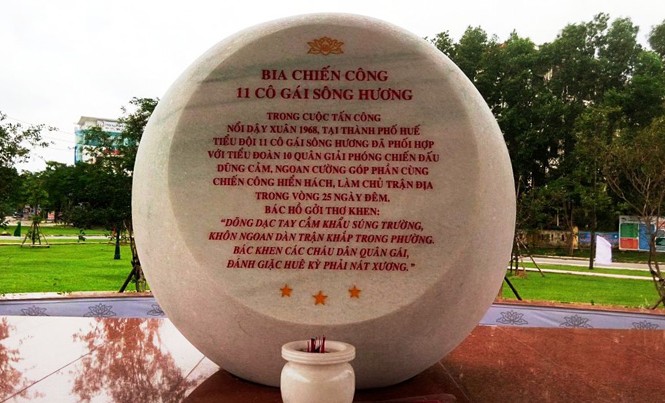 BIA CHIẾN CÔNG
11 CÔ GÁI SÔNG HƯƠNG
TRONG CUỘC TẤN CÔNG
NỔI DẬY XUÂN 1968, TẠI THÀNH PHỐ HUẾ
TIỂU ĐỘI 11 CÔ GÁI SÔNG HƯƠNG ĐÃ PHỐI HỢP
VỚI TIỂU ĐOÀN 10 QUÂN GIẢI PHÓNG CHIẾN ĐẤU
DŨNG CẢM, NGOAN CƯỜNG GÓP PHẦN CÙNG
CHIẾN CÔNG HIỂN HÁCH, LÀM CHỦ TRẬN ĐỊA
TRONG VÒNG 25 NGÀY ĐÊM.
BÁC HỒ GỞI THƠ KHEN:
"DÕNG DẠC TAY CẦM KHẨU SÚNG TRƯỜNG,
KHÔN NGOAN DÀN TRẬN KHẮP TRONG PHƯỜNG.
BÁC KHEN CÁC CHÁU DÂN QUÂN GÁI,
ĐÁNH GIẶC HUÊ KỲ PHẢI NÁT XƯƠNG."